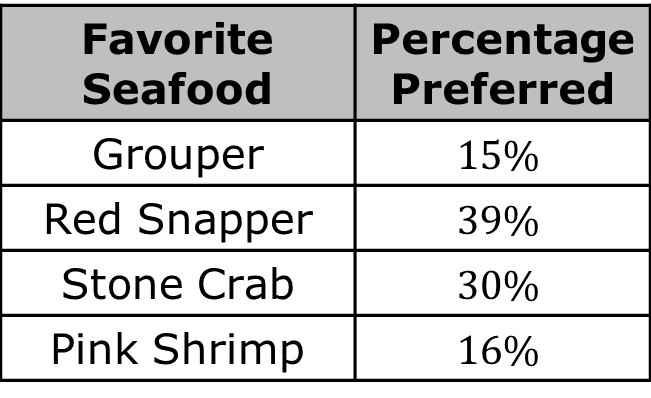 Favorite Seafood
Percentage Preferred
Grouper 15%
Red Snapper 39%
Stone Crab 30%
Pink Shrimp 16%